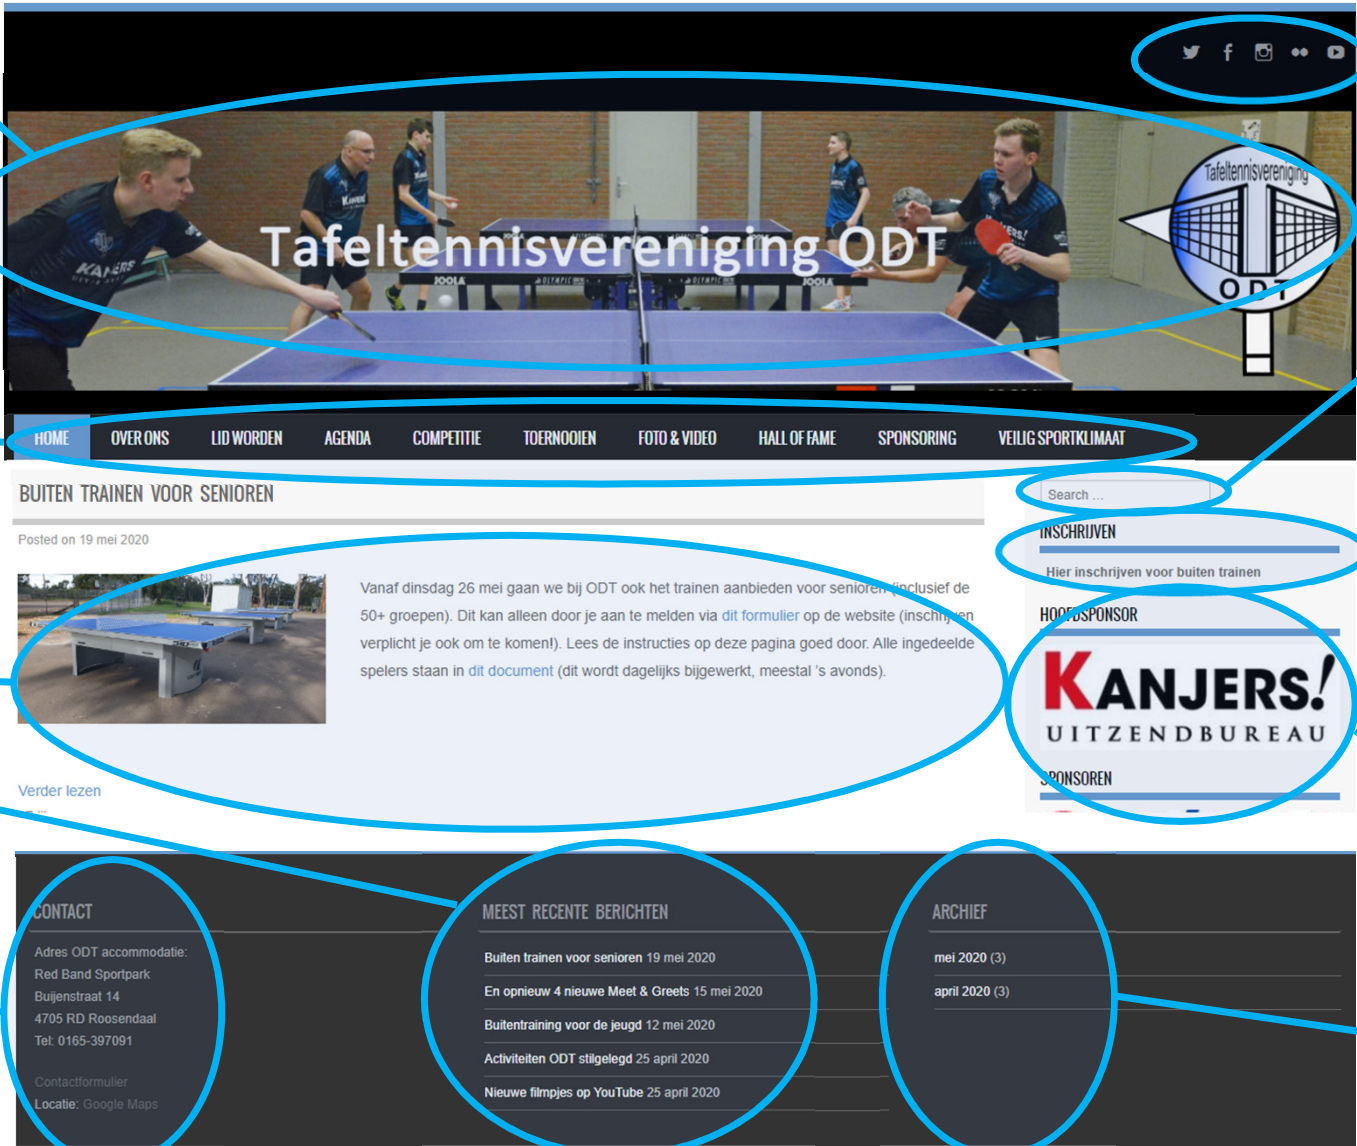 Tafeltennisvereniging
KANJERS!
KANJERS
Tafeltennisvereniging ODT
JOOLA
JOOLA
ODT
HOME OVER ONS LID WORDEN AGENDA COMPETITIE TOERNOOIEN FOTO & VIDEO HALL OF FAME SPONSORING VEILIG SPORTKLIMAAT
BUITEN TRAINEN VOOR SENIOREN
Posted on 19 mei 2020
Vanaf dinsdag 26 mei gaan we bij ODT ook het trainen aanbieden voor senioren (inclusief de
50+ groepen). Dit kan alleen door je aan te melden via dit formulier op de website (inschrijven
verplicht je ook om te komen!). Lees de instructies op deze pagina goed door. Alle ingedeelde
spelers staan in dit document (dit wordt dagelijks bijgewerkt, meestal 's avonds).
Verder lezen
Search ...
INSCHRIJVEN
Hier inschrijven voor buiten trainen
HOOFDSPONSOR
KANJERS!
UITZENDBUREAU
SPONSOREN
CONTACT
Adres ODT accommodatie:
Red Band Sportpark
Buijenstraat 14
4705 RD Roosendaal
Tel: 0165-397091
Contactformulier
Locatie: Google Maps
MEEST RECENTE BERICHTEN
Buiten trainen voor senioren 19 mei 2020
En opnieuw 4 nieuwe Meet & Greets 15 mei 2020
Buitentraining voor de jeugd 12 mei 2020
Activiteiten ODT stilgelegd 25 april 2020
Nieuwe filmpjes op YouTube 25 april 2020
ARCHIEF
mei 2020 (3)
april 2020 (3)